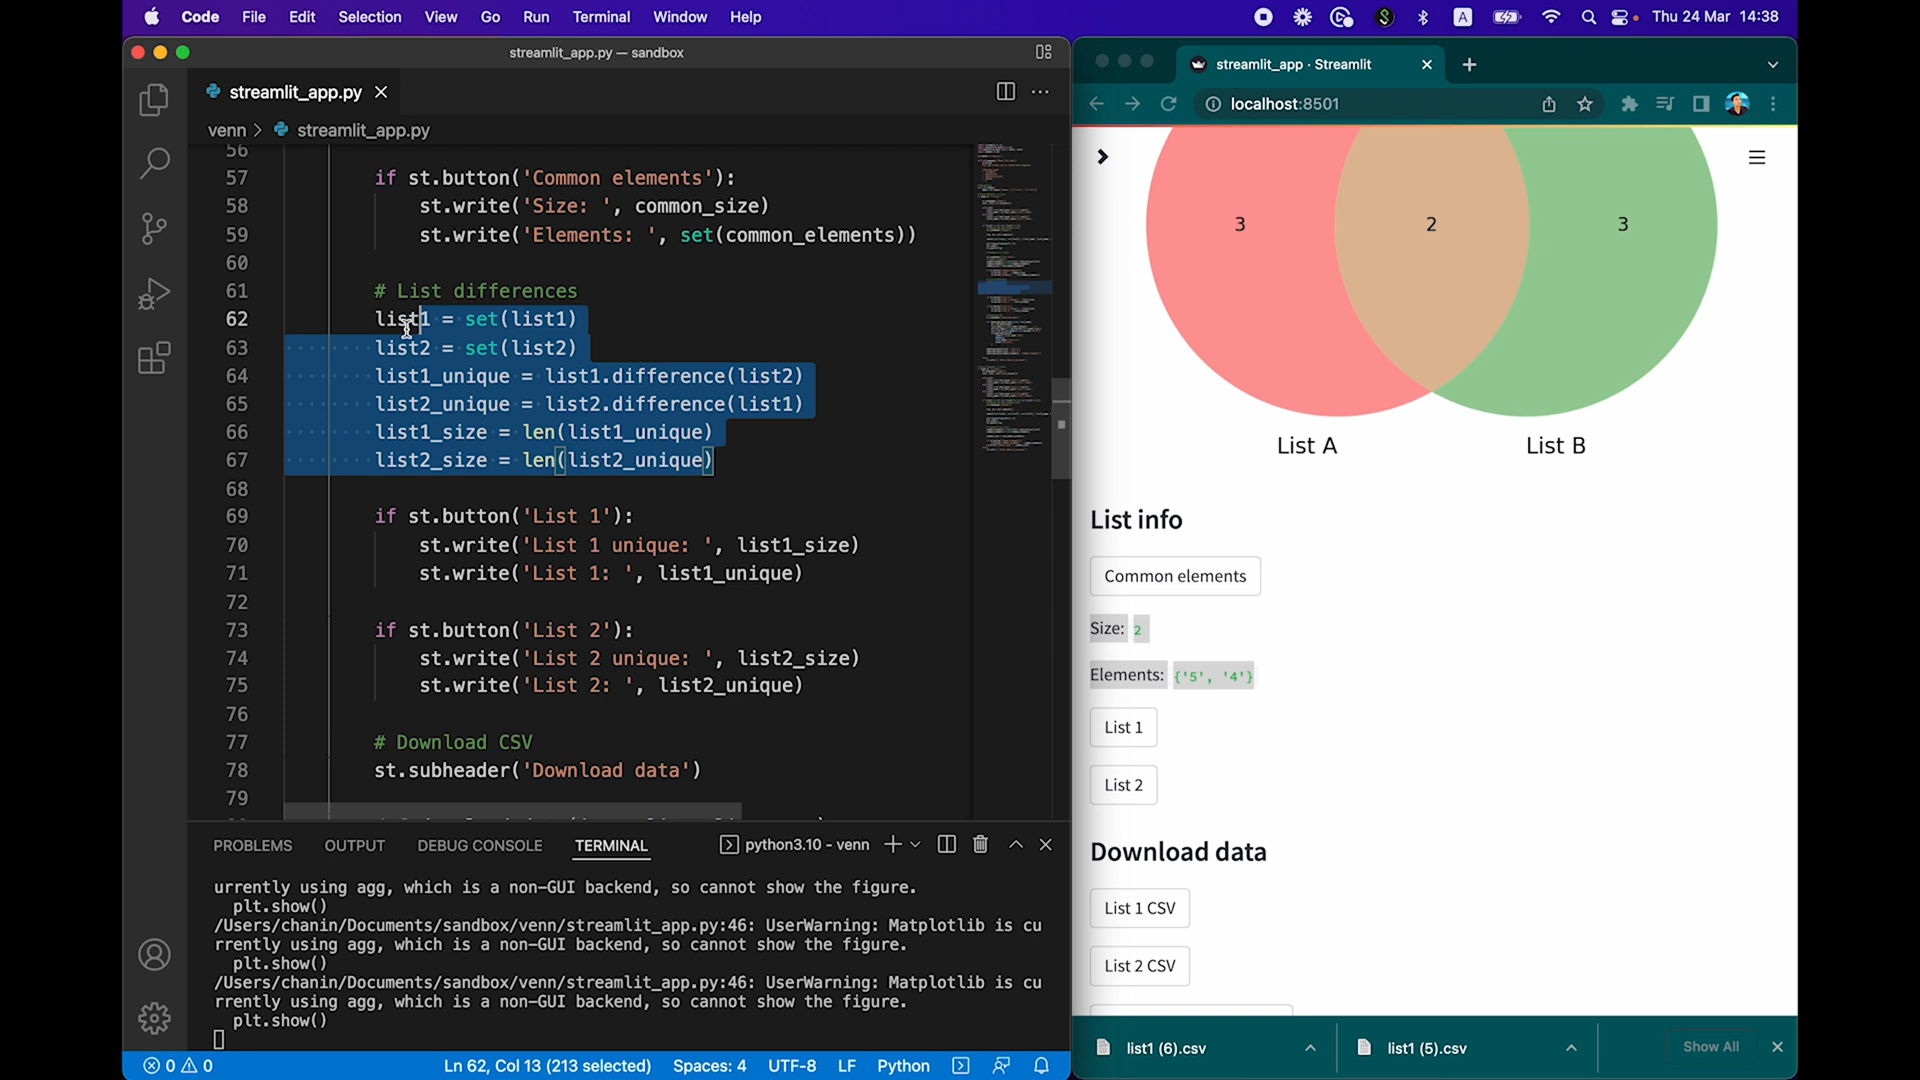 Code File Edit Selection View Go Run Terminal Window Help
A
Thu 24 Mar 14:38
streamlit_app.py — sandbox
streamlit_app.py
venn > streamlit_app.py
56
57 if st.button('Common elements'):
58 st.write('Size: ', common_size)
59 st.write('Elements: ', set(common_elements))
60
61 # List differences
62 list1 = set(list1)
63 list2 = set(list2)
64 list1_unique = list1.difference(list2)
65 list2_unique = list2.difference(list1)
66 list1_size = len(list1_unique)
67 list2_size = len(list2_unique)
68
69 if st.button('List 1'):
70 st.write('List 1 unique: ', list1_size)
71 st.write('List 1: ', list1_unique)
72
73 if st.button('List 2'):
74 st.write('List 2 unique: ', list2_size)
75 st.write('List 2: ', list2_unique)
76
77 # Download CSV
78 st.subheader('Download data')
79
PROBLEMS OUTPUT DEBUG CONSOLE TERMINAL python3.10 - venn
urrently using agg, which is a non-GUI backend, so cannot show the figure.
plt.show()
/Users/chanin/Documents/sandbox/venn/streamlit_app.py:46: UserWarning: Matplotlib is cu
rrently using agg, which is a non-GUI backend, so cannot show the figure.
plt.show()
/Users/chanin/Documents/sandbox/venn/streamlit_app.py:46: UserWarning: Matplotlib is cu
rrently using agg, which is a non-GUI backend, so cannot show the figure.
plt.show()
0 0 Ln 62, Col 13 (213 selected) Spaces: 4 UTF-8 LF Python
streamlit_app · Streamlit
localhost:8501
3 2 3
List A List B
List info
Common elements
Size: 2
Elements: {'5', '4'}
List 1
List 2
Download data
List 1 CSV
List 2 CSV
list1 (6).csv list1 (5).csv Show All